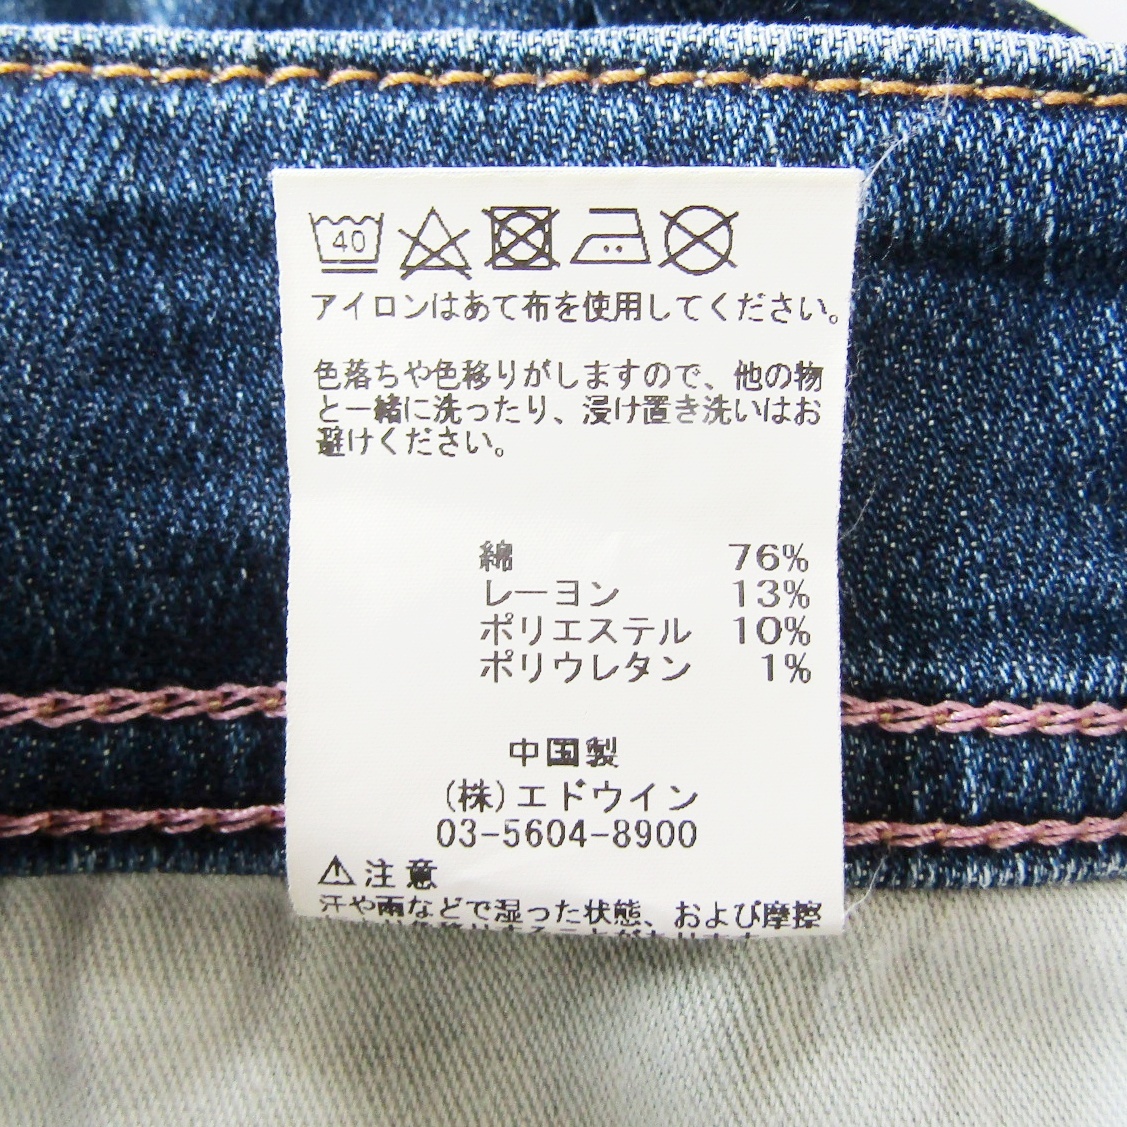 40
アイロンはあて布を使用してください。
色落ちや色移りがしますので、他の物
と一緒に洗ったり、浸け置き洗いはお
避けください。
綿 76%
レーヨン 13%
ポリエステル 10%
ポリウレタン 1%
中国製
(株)エドウイン
03-5604-8900
⚠注意
汗や雨などで湿った状態、および摩擦